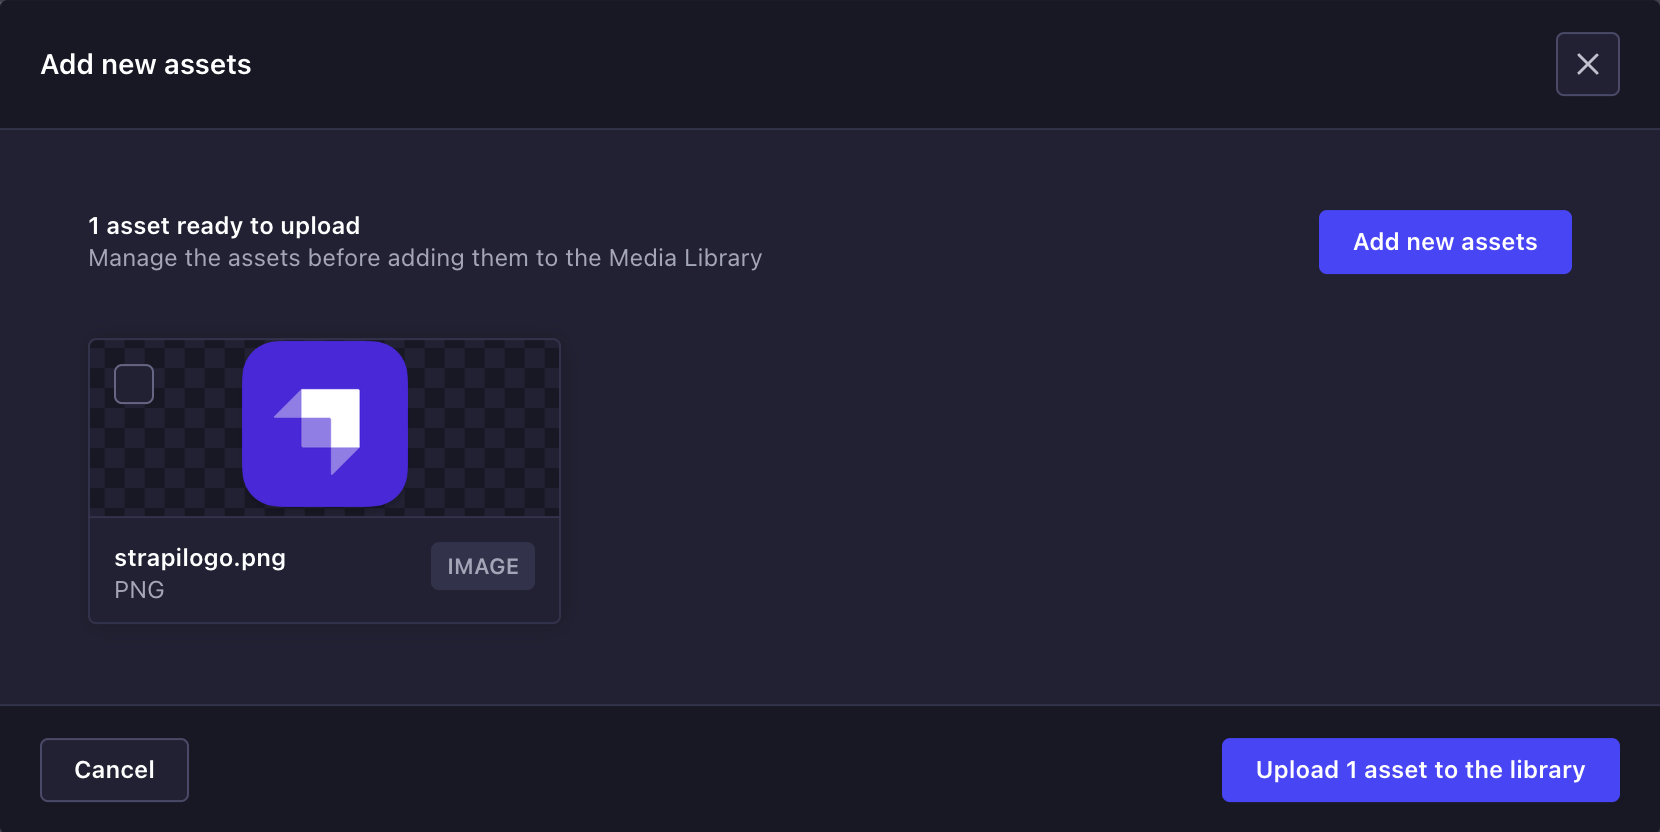 Add new assets
1 asset ready to upload
Manage the assets before adding them to the Media Library
Add new assets
strapilogo.png
PNG
IMAGE
Cancel
Upload 1 asset to the library